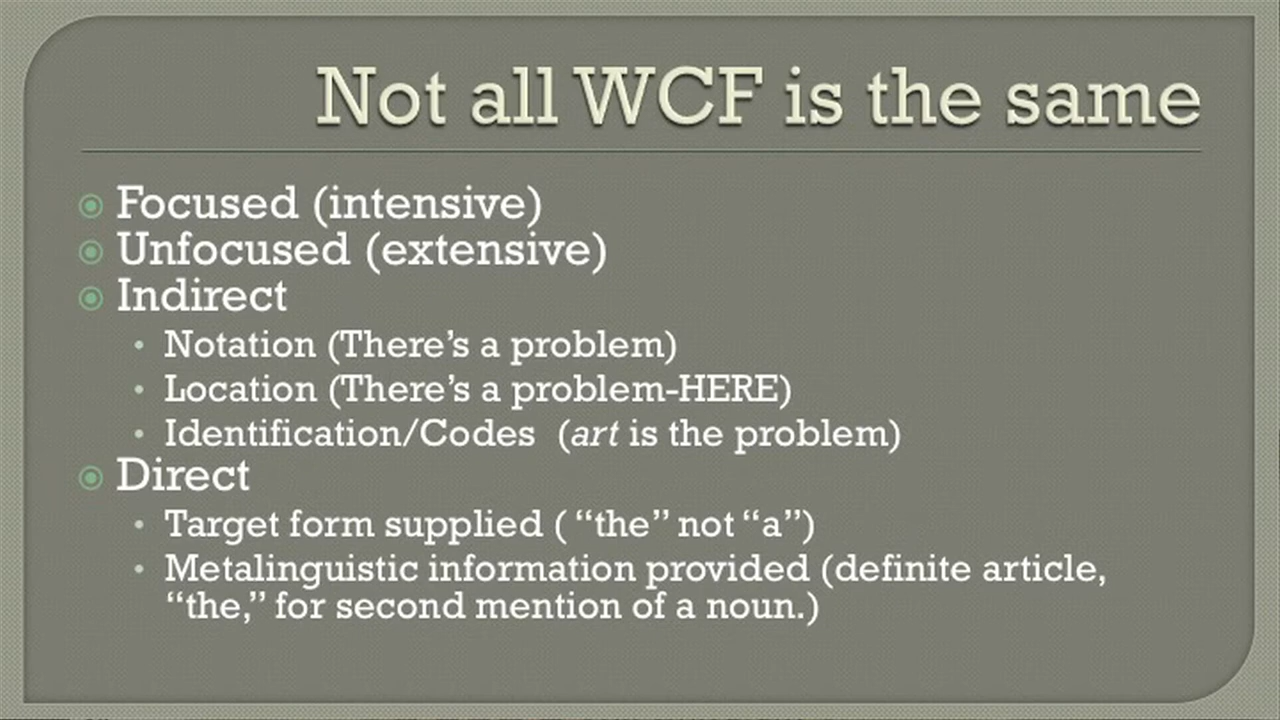 Not all WCF is the same
Focused (intensive)
Unfocused (extensive)
Indirect
Notation (There’s a problem)
Location (There’s a problem-HERE)
Identification/Codes  (art is the problem)
Direct
Target form supplied ( “the” not “a”)
Metalinguistic information provided (definite article,
“the,” for second mention of a noun.)